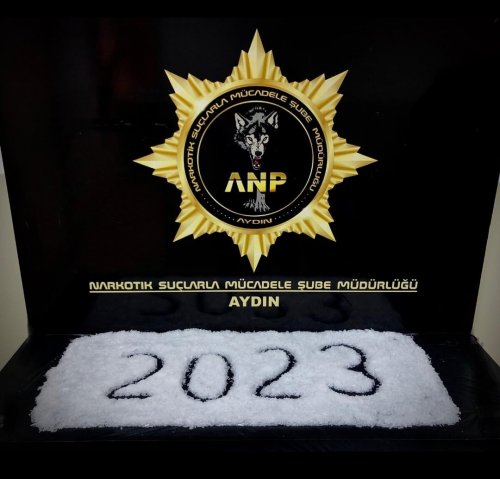 NARKOTİK SUÇLARLA MÜCADELE ŞUBE MÜDÜRLÜĞÜ
ANP
AYDIN
NARKOTİK SUÇLARLA MÜCADELE ŞUBE MÜDÜRLÜĞÜ
AYDIN
2023